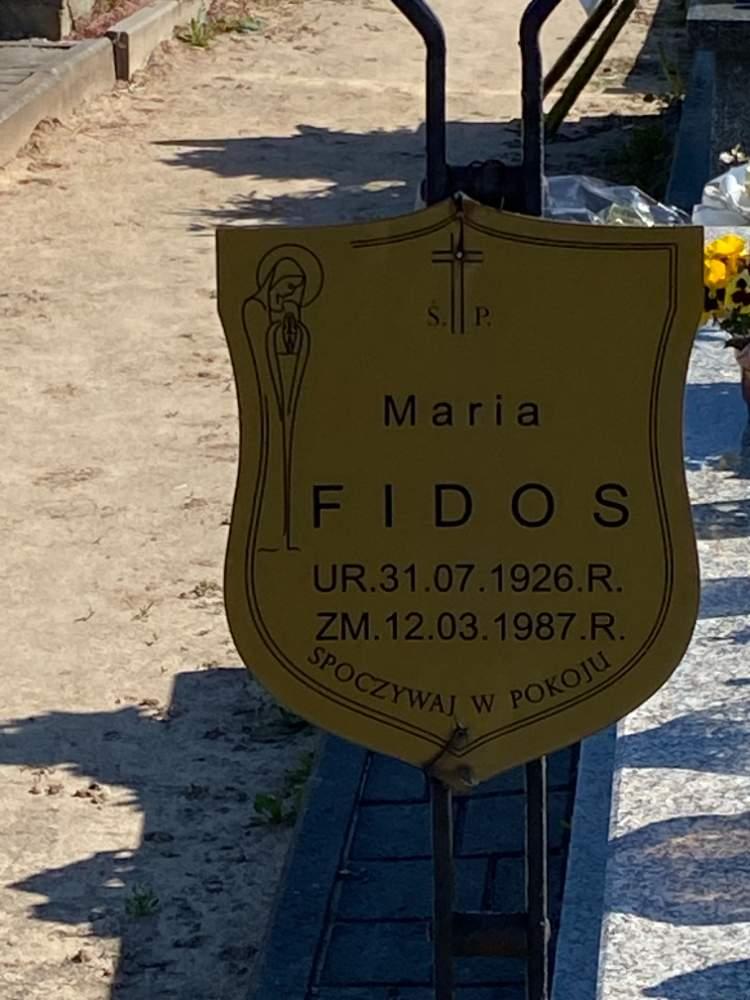 Ś. P.
Maria
FIDOS
UR.31.07.1926.R.
ZM.12.03.1987.R.
SPOCZYWAJ W POKOJU